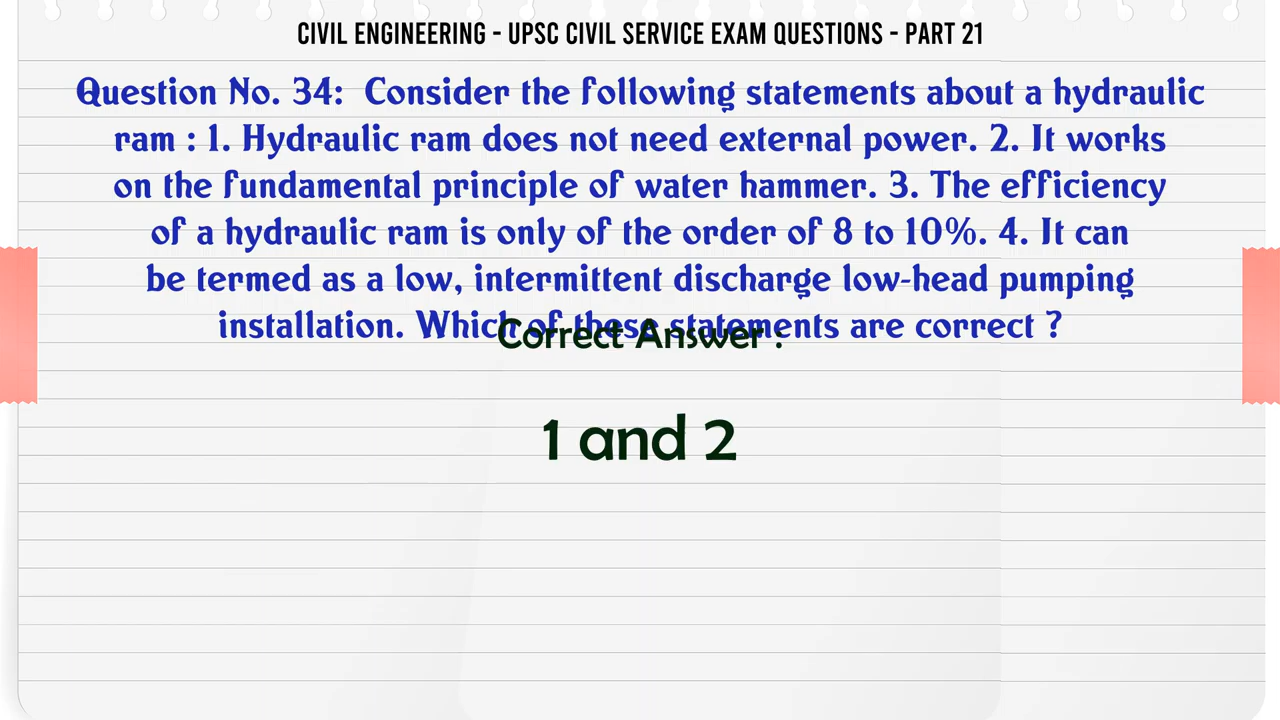 CIVIL ENGINEERING - UPSC CIVIL SERVICE EXAM QUESTIONS - PART 21
Question No. 34: Consider the following statements about a hydraulic
ram : 1. Hydraulic ram does not need external power. 2. It works
on the fundamental principle of water hammer. 3. The efficiency
of a hydraulic ram is only of the order of 8 to 10%. 4. It can
be termed as a low, intermittent discharge low-head pumping
installation. Which of these statements are correct ?
Correct Answer :
1 and 2